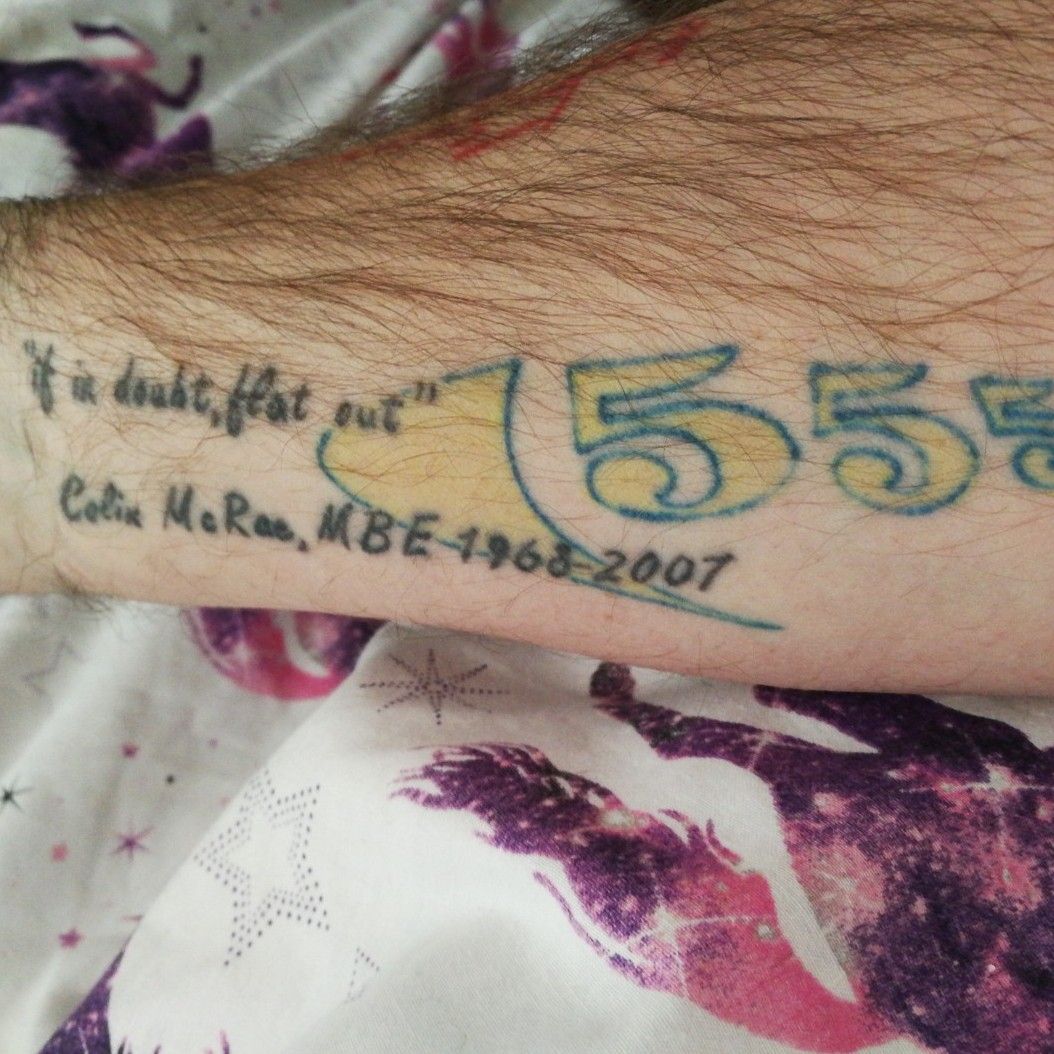 "if in doubt, flat out"
Colin McRae, MBE 1968-2007
555